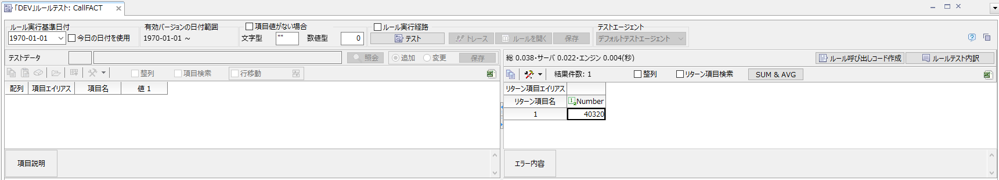 「DEV」ルールテスト: CallFACT
ルール実行基準日付
1970-01-01
今日の日付を使用
有効バージョンの日付範囲
1970-01-01 ~
項目値がない場合
文字型 ""
数値型 0
ルール実行経路
テスト
トレース
ルールを開く
保存
テストエージェント
デフォルトテストエージェント
テストデータ
照会
追加
変更
保存
整列
項目検索
行移動
配列 項目エイリアス 項目名 値 1
項目説明
総 0.038・サーバ 0.022・エンジン 0.004(秒)
ルール呼び出しコード作成
ルールテスト内訳
結果件数: 1
整列
リターン項目検索
SUM & AVG
リターン項目エイリアス
リターン項目名 Number
1 40320
エラー内容